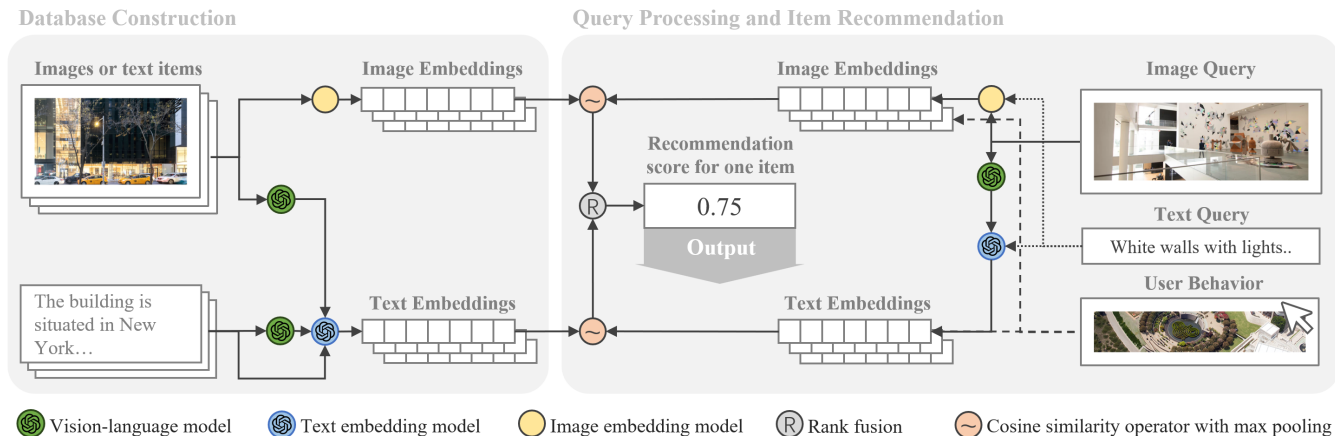 Database Construction
Query Processing and Item Recommendation
Images or text items
Image Embeddings
Image Embeddings
Image Query
~
Recommendation
score for one item
R
0.75
Output
Text Query
White walls with lights..
User Behavior
The building is
situated in New
York…
Text Embeddings
~
Text Embeddings
Vision-language model
Text embedding model
Image embedding model
R Rank fusion
~ Cosine similarity operator with max pooling